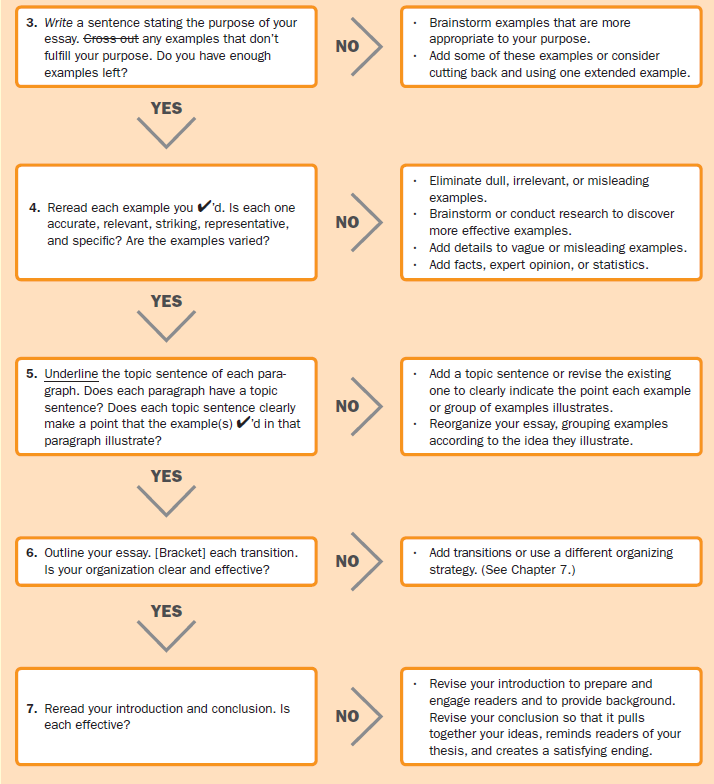 3. Write a sentence stating the purpose of your
essay. Cross out any examples that don't
fulfill your purpose. Do you have enough
examples left?
NO
· Brainstorm examples that are more
appropriate to your purpose.
· Add some of these examples or consider
cutting back and using one extended example.
YES
4. Reread each example you ✔'d. Is each one
accurate, relevant, striking, representative,
and specific? Are the examples varied?
NO
· Eliminate dull, irrelevant, or misleading
examples.
· Brainstorm or conduct research to discover
more effective examples.
· Add details to vague or misleading examples.
· Add facts, expert opinion, or statistics.
YES
5. Underline the topic sentence of each para-
graph. Does each paragraph have a topic
sentence? Does each topic sentence clearly
make a point that the example(s) ✔'d in that
paragraph illustrate?
NO
· Add a topic sentence or revise the existing
one to clearly indicate the point each example
or group of examples illustrates.
· Reorganize your essay, grouping examples
according to the idea they illustrate.
YES
6. Outline your essay. [Bracket] each transition.
Is your organization clear and effective?
NO
· Add transitions or use a different organizing
strategy. (See Chapter 7.)
YES
7. Reread your introduction and conclusion. Is
each effective?
NO
· Revise your introduction to prepare and
engage readers and to provide background.
Revise your conclusion so that it pulls
together your ideas, reminds readers of your
thesis, and creates a satisfying ending.